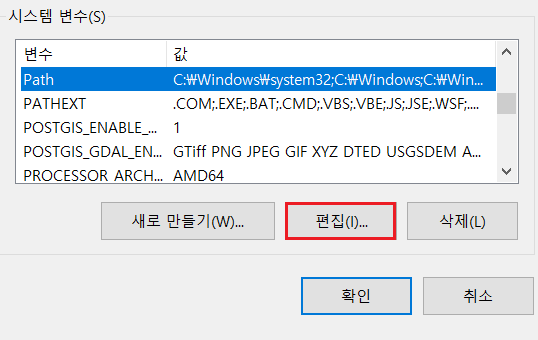 시스템 변수(S)
변수 값
Path C:₩Windows₩system32;C:₩Windows;C:₩Win...
PATHEXT .COM;.EXE;.BAT;.CMD;.VBS;.VBE;.JS;.JSE;.WSF;....
POSTGIS_ENABLE_... 1
POSTGIS_GDAL_EN... GTiff PNG JPEG GIF XYZ DTED USGSDEM A...
PROCESSOR_ARCH... AMD64
새로 만들기(W)... 편집(I)... 삭제(L)
확인 취소